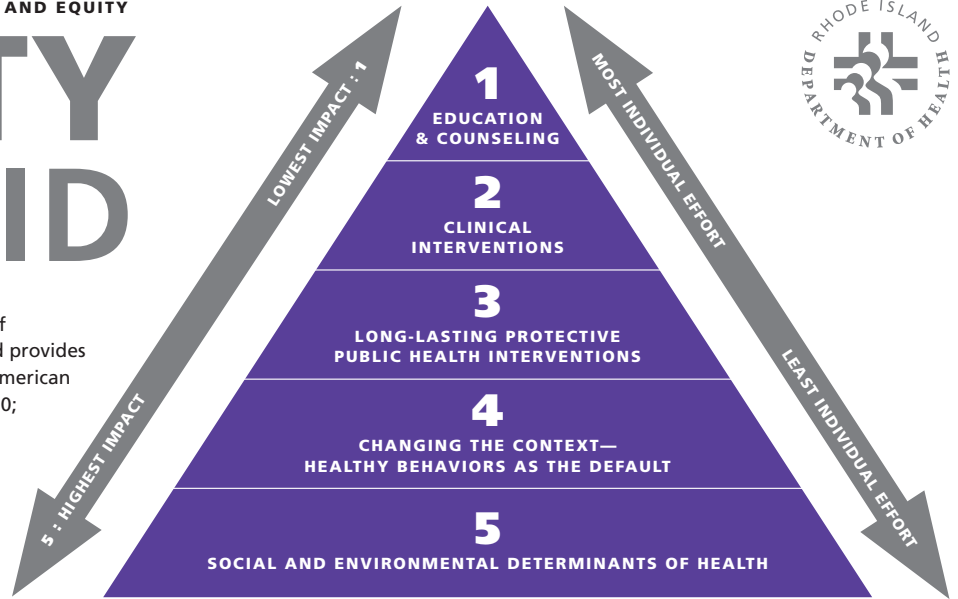 AND EQUITY
TY
ID
f
d provides
merican
0;
LOWEST IMPACT : 1
5 : HIGHEST IMPACT
1
EDUCATION
& COUNSELING
2
CLINICAL
INTERVENTIONS
3
LONG-LASTING PROTECTIVE
PUBLIC HEALTH INTERVENTIONS
4
CHANGING THE CONTEXT—
HEALTHY BEHAVIORS AS THE DEFAULT
5
SOCIAL AND ENVIRONMENTAL DETERMINANTS OF HEALTH
MOST INDIVIDUAL EFFORT
LEAST INDIVIDUAL EFFORT
RHODE ISLAND
DEPARTMENT OF HEALTH